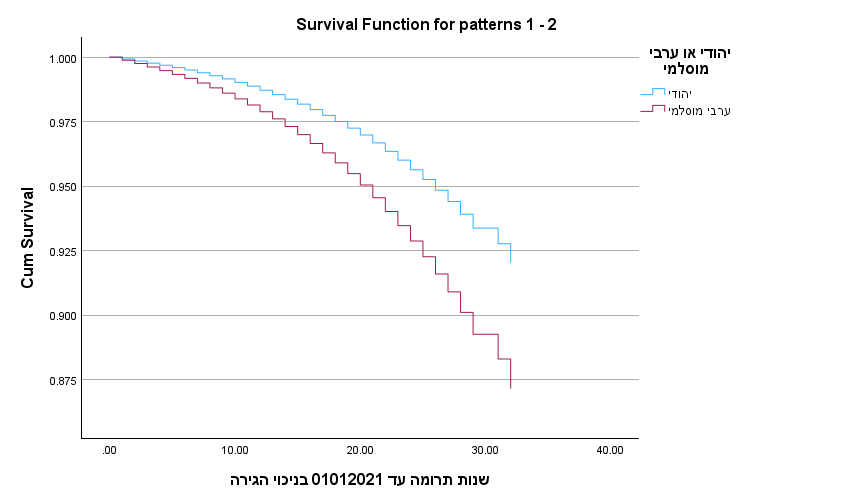 Survival Function for patterns 1 - 2
יהודי או ערבי
מוסלמי
יהודי
ערבי מוסלמי
Cum Survival
1.000
0.975
0.950
0.925
0.900
0.875
.00
10.00
20.00
30.00
40.00
שנות תרומה עד 01012021 בניכוי הגירה